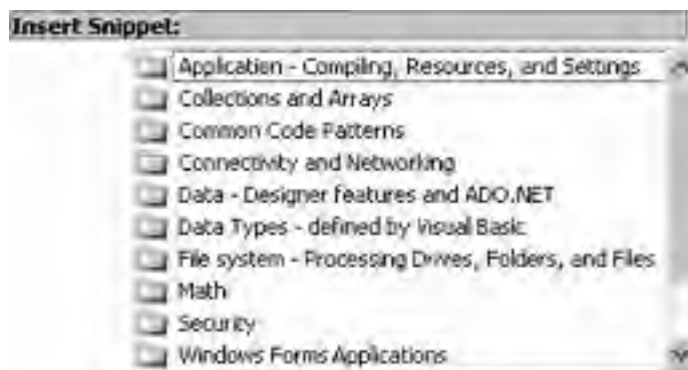 Insert Snippet:
Application - Compiling, Resources, and Settings
Collections and Arrays
Common Code Patterns
Connectivity and Networking
Data - Designer features and ADO.NET
Data Types - defined by Visual Basic
File system - Processing Drives, Folders, and Files
Math
Security
Windows Forms Applications